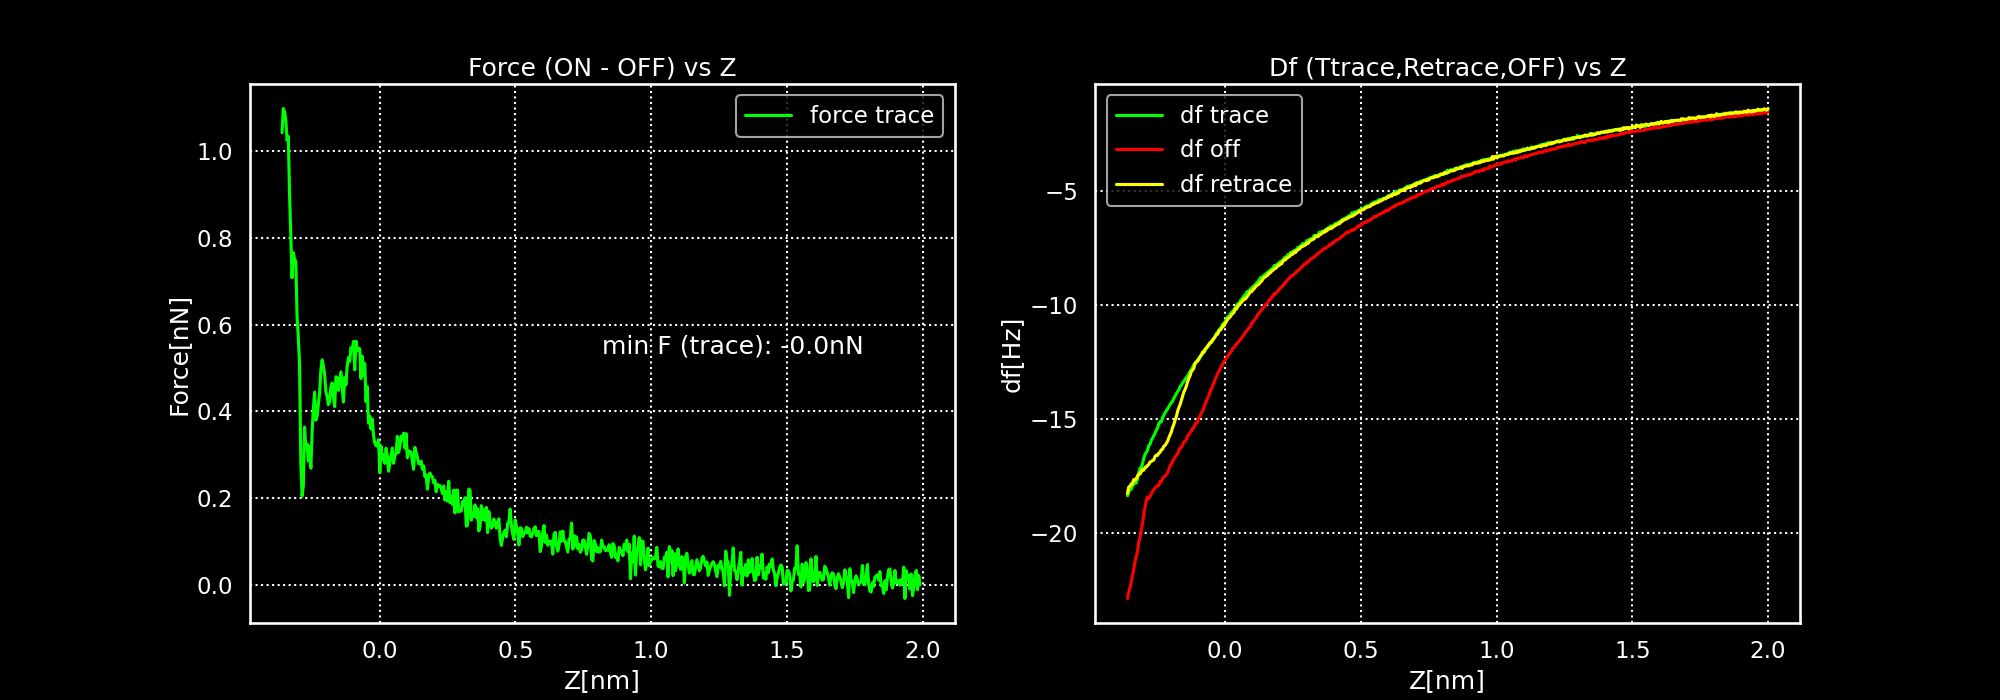 Force (ON - OFF) vs Z
force trace
1.0
0.8
0.6
0.4
0.2
0.0
Force[nN]
min F (trace): -0.0nN
0.0 0.5 1.0 1.5 2.0
Z[nm]
Df (Ttrace,Retrace,OFF) vs Z
df trace
df off
df retrace
−5
−10
−15
−20
df[Hz]
0.0 0.5 1.0 1.5 2.0
Z[nm]